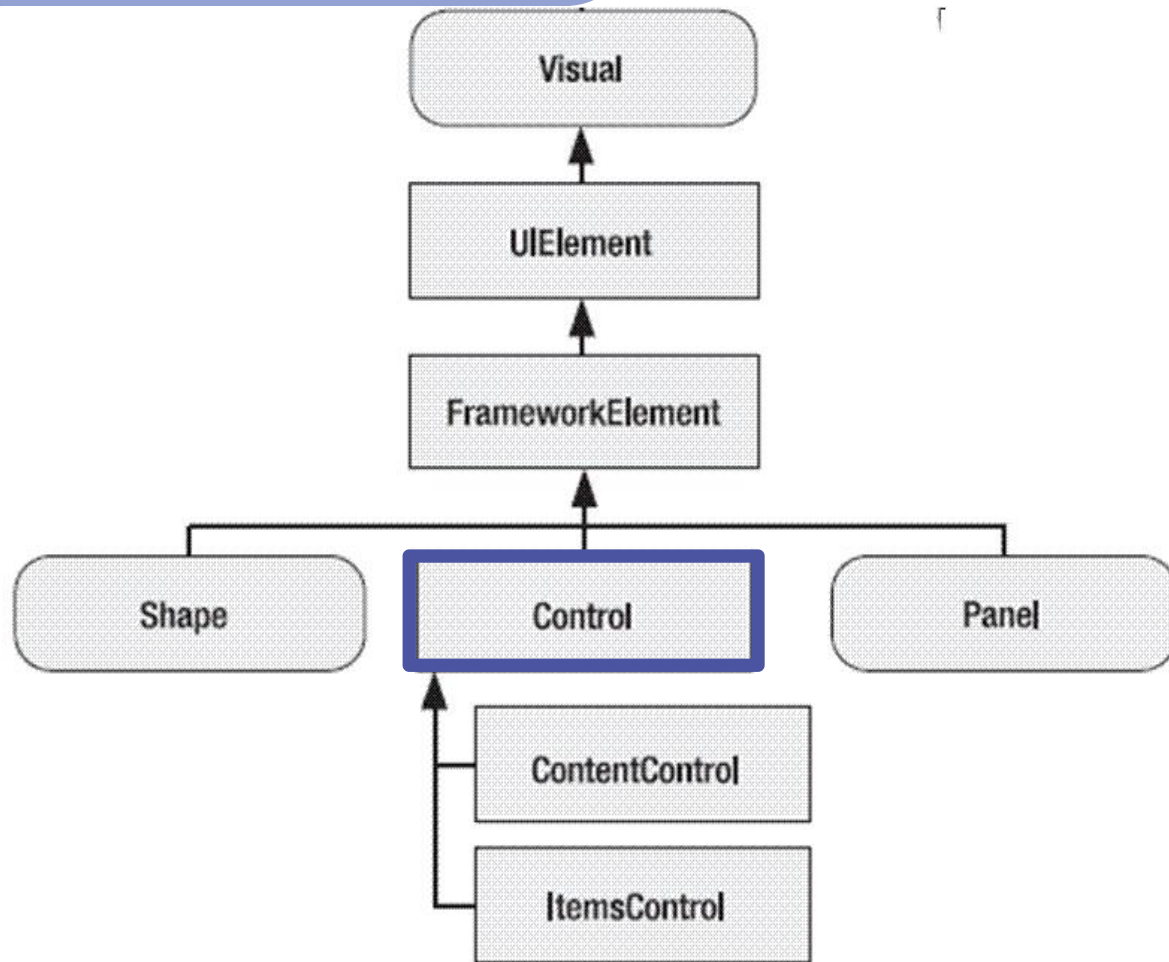 Visual
UIElement
FrameworkElement
Shape
Control
Panel
ContentControl
ItemsControl